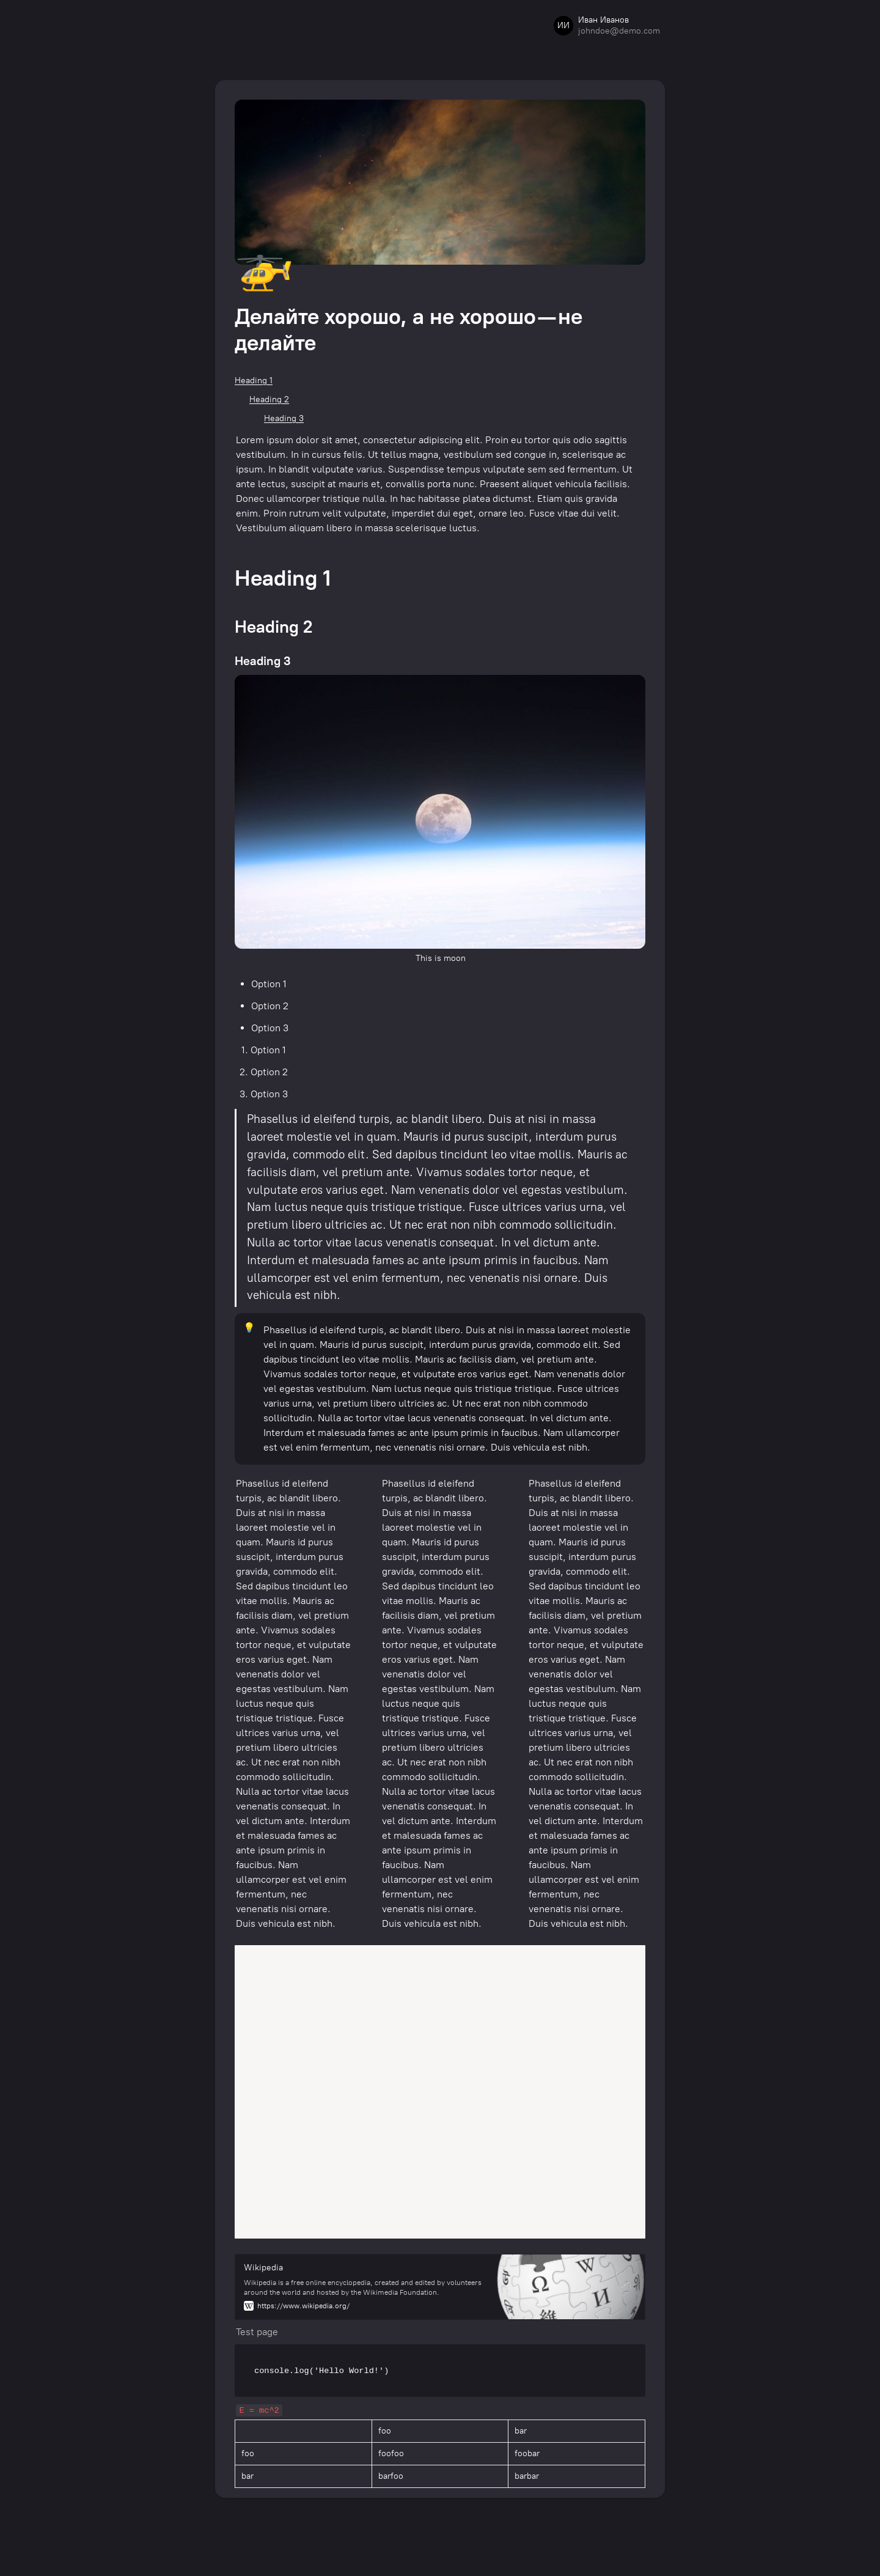 ИИ
Иван Иванов
johndoe@demo.com
Делайте хорошо, а не хорошо — не
делайте
Heading 1
Heading 2
Heading 3
Lorem ipsum dolor sit amet, consectetur adipiscing elit. Proin eu tortor quis odio sagittis
vestibulum. In in cursus felis. Ut tellus magna, vestibulum sed congue in, scelerisque ac
ipsum. In blandit vulputate varius. Suspendisse tempus vulputate sem sed fermentum. Ut
ante lectus, suscipit at mauris et, convallis porta nunc. Praesent aliquet vehicula facilisis.
Donec ullamcorper tristique nulla. In hac habitasse platea dictumst. Etiam quis gravida
enim. Proin rutrum velit vulputate, imperdiet dui eget, ornare leo. Fusce vitae dui velit.
Vestibulum aliquam libero in massa scelerisque luctus.
Heading 1
Heading 2
Heading 3
This is moon
• Option 1
• Option 2
• Option 3
1. Option 1
2. Option 2
3. Option 3
Phasellus id eleifend turpis, ac blandit libero. Duis at nisi in massa
laoreet molestie vel in quam. Mauris id purus suscipit, interdum purus
gravida, commodo elit. Sed dapibus tincidunt leo vitae mollis. Mauris ac
facilisis diam, vel pretium ante. Vivamus sodales tortor neque, et
vulputate eros varius eget. Nam venenatis dolor vel egestas vestibulum.
Nam luctus neque quis tristique tristique. Fusce ultrices varius urna, vel
pretium libero ultricies ac. Ut nec erat non nibh commodo sollicitudin.
Nulla ac tortor vitae lacus venenatis consequat. In vel dictum ante.
Interdum et malesuada fames ac ante ipsum primis in faucibus. Nam
ullamcorper est vel enim fermentum, nec venenatis nisi ornare. Duis
vehicula est nibh.
Phasellus id eleifend turpis, ac blandit libero. Duis at nisi in massa laoreet molestie
vel in quam. Mauris id purus suscipit, interdum purus gravida, commodo elit. Sed
dapibus tincidunt leo vitae mollis. Mauris ac facilisis diam, vel pretium ante.
Vivamus sodales tortor neque, et vulputate eros varius eget. Nam venenatis dolor
vel egestas vestibulum. Nam luctus neque quis tristique tristique. Fusce ultrices
varius urna, vel pretium libero ultricies ac. Ut nec erat non nibh commodo
sollicitudin. Nulla ac tortor vitae lacus venenatis consequat. In vel dictum ante.
Interdum et malesuada fames ac ante ipsum primis in faucibus. Nam ullamcorper
est vel enim fermentum, nec venenatis nisi ornare. Duis vehicula est nibh.
Phasellus id eleifend
turpis, ac blandit libero.
Duis at nisi in massa
laoreet molestie vel in
quam. Mauris id purus
suscipit, interdum purus
gravida, commodo elit.
Sed dapibus tincidunt leo
vitae mollis. Mauris ac
facilisis diam, vel pretium
ante. Vivamus sodales
tortor neque, et vulputate
eros varius eget. Nam
venenatis dolor vel
egestas vestibulum. Nam
luctus neque quis
tristique tristique. Fusce
ultrices varius urna, vel
pretium libero ultricies
ac. Ut nec erat non nibh
commodo sollicitudin.
Nulla ac tortor vitae lacus
venenatis consequat. In
vel dictum ante. Interdum
et malesuada fames ac
ante ipsum primis in
faucibus. Nam
ullamcorper est vel enim
fermentum, nec
venenatis nisi ornare.
Duis vehicula est nibh.
Phasellus id eleifend
turpis, ac blandit libero.
Duis at nisi in massa
laoreet molestie vel in
quam. Mauris id purus
suscipit, interdum purus
gravida, commodo elit.
Sed dapibus tincidunt leo
vitae mollis. Mauris ac
facilisis diam, vel pretium
ante. Vivamus sodales
tortor neque, et vulputate
eros varius eget. Nam
venenatis dolor vel
egestas vestibulum. Nam
luctus neque quis
tristique tristique. Fusce
ultrices varius urna, vel
pretium libero ultricies
ac. Ut nec erat non nibh
commodo sollicitudin.
Nulla ac tortor vitae lacus
venenatis consequat. In
vel dictum ante. Interdum
et malesuada fames ac
ante ipsum primis in
faucibus. Nam
ullamcorper est vel enim
fermentum, nec
venenatis nisi ornare.
Duis vehicula est nibh.
Phasellus id eleifend
turpis, ac blandit libero.
Duis at nisi in massa
laoreet molestie vel in
quam. Mauris id purus
suscipit, interdum purus
gravida, commodo elit.
Sed dapibus tincidunt leo
vitae mollis. Mauris ac
facilisis diam, vel pretium
ante. Vivamus sodales
tortor neque, et vulputate
eros varius eget. Nam
venenatis dolor vel
egestas vestibulum. Nam
luctus neque quis
tristique tristique. Fusce
ultrices varius urna, vel
pretium libero ultricies
ac. Ut nec erat non nibh
commodo sollicitudin.
Nulla ac tortor vitae lacus
venenatis consequat. In
vel dictum ante. Interdum
et malesuada fames ac
ante ipsum primis in
faucibus. Nam
ullamcorper est vel enim
fermentum, nec
venenatis nisi ornare.
Duis vehicula est nibh.
Wikipedia
Wikipedia is a free online encyclopedia, created and edited by volunteers
around the world and hosted by the Wikimedia Foundation.
W https://www.wikipedia.org/
Ω W И 維
Test page
console.log('Hello World!')
E = mc^2
foo bar
foo foofoo foobar
bar barfoo barbar